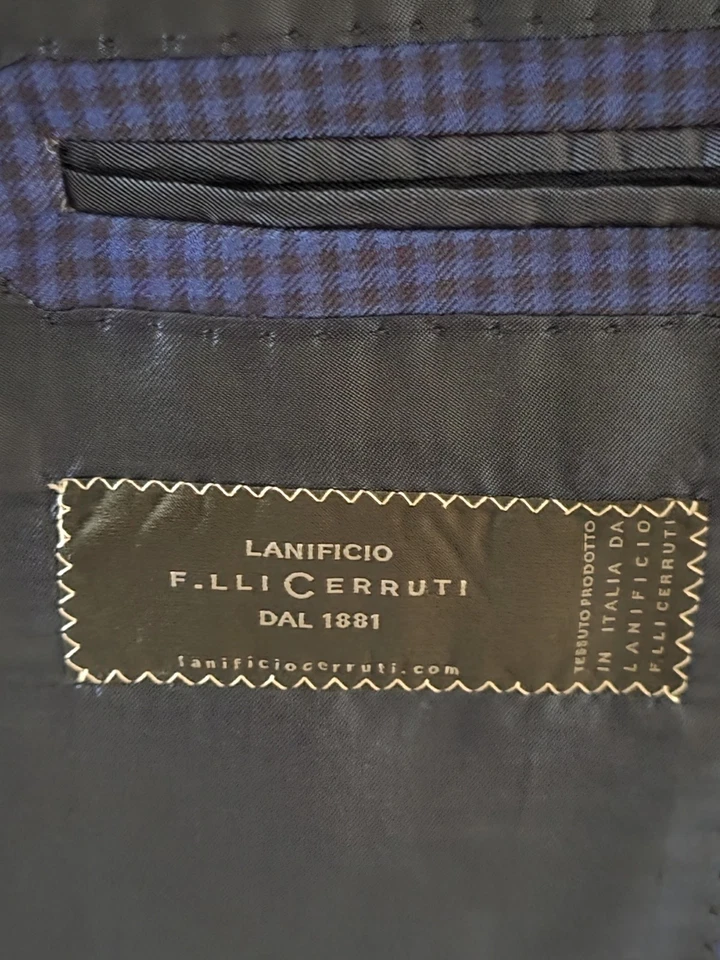 LANIFICIO
F.LLI CERRUTI
DAL 1881
lanificiocerruti.com
TESSUTO PRODOTTO
IN ITALIA DA
LANIFICIO
F.LLI CERRUTI